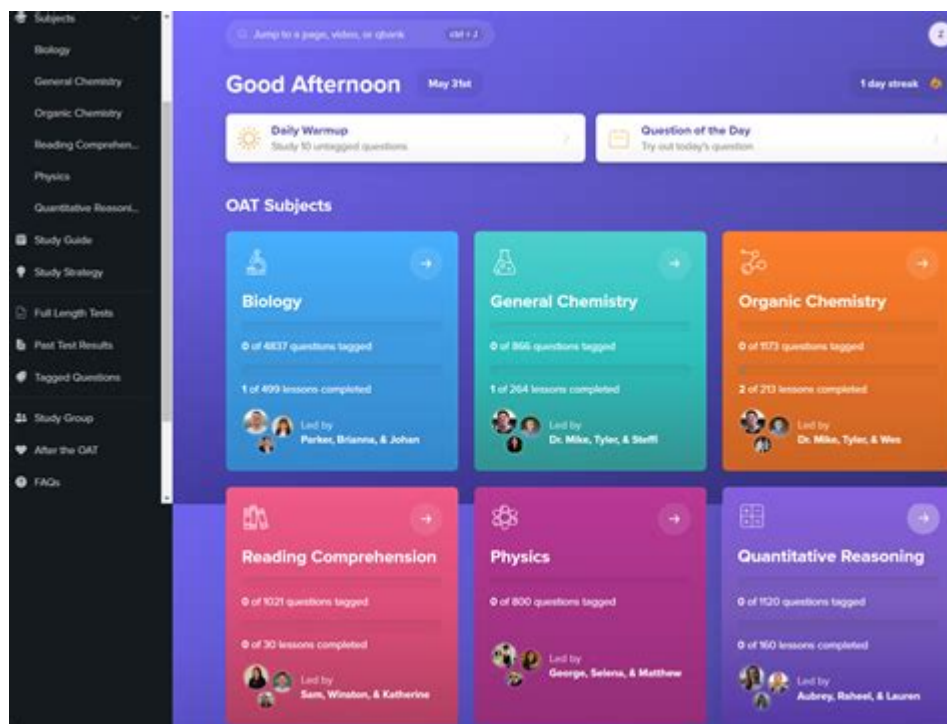 Subjects
Biology
General Chemistry
Organic Chemistry
Reading Comprehen...
Physics
Quantitative Reasoni...
Study Guide
Study Strategy
Full Length Tests
Past Test Results
Tagged Questions
Study Group
After the OAT
FAQs
Jump to a page, video, or qbank
ctrl + J
Good Afternoon
May 31st
1 day streak
Daily Warmup
Study 10 untagged questions
Question of the Day
Try out today's question
OAT Subjects
Biology
0 of 4837 questions tagged
1 of 499 lessons completed
Led by
Parker, Brianna, & Johan
General Chemistry
0 of 866 questions tagged
1 of 264 lessons completed
Led by
Dr. Mike, Tyler, & Steffi
Organic Chemistry
0 of 1173 questions tagged
2 of 213 lessons completed
Led by
Dr. Mike, Tyler, & Wes
Reading Comprehension
0 of 1021 questions tagged
0 of 30 lessons completed
Led by
Sam, Winston, & Katherine
Physics
0 of 800 questions tagged
Led by
George, Selena, & Matthew
Quantitative Reasoning
0 of 1120 questions tagged
0 of 160 lessons completed
Led by
Aubrey, Raheel, & Lauren